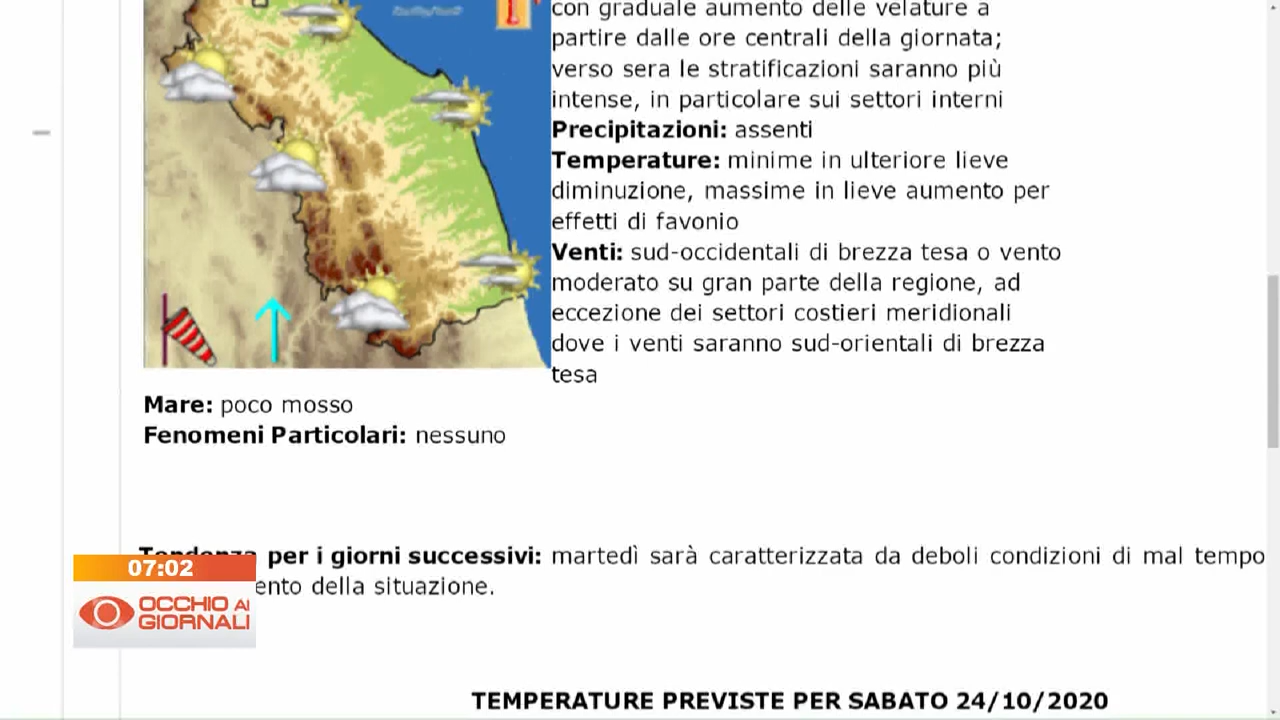 con graduale aumento delle velature a
partire dalle ore centrali della giornata;
verso sera le stratificazioni saranno più
intense, in particolare sui settori interni
Precipitazioni: assenti
Temperature: minime in ulteriore lieve
diminuzione, massime in lieve aumento per
effetti di favonio
Venti: sud-occidentali di brezza tesa o vento
moderato su gran parte della regione, ad
eccezione dei settori costieri meridionali
dove i venti saranno sud-orientali di brezza
tesa
Mare: poco mosso
Fenomeni Particolari: nessuno
Tendenza per i giorni successivi: martedì sarà caratterizzata da deboli condizioni di mal tempo
ento della situazione.
07:02
OCCHIO AI
GIORNALI
TEMPERATURE PREVISTE PER SABATO 24/10/2020